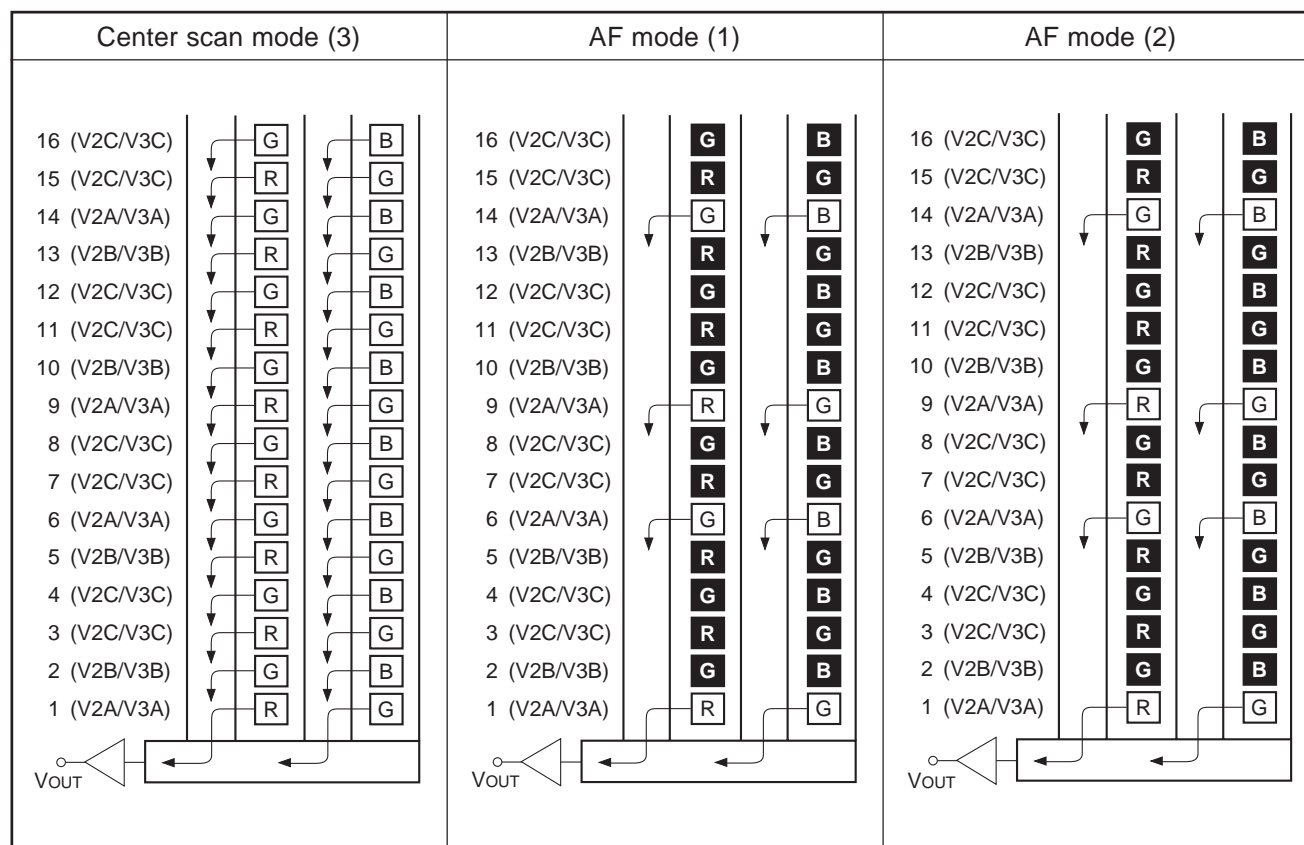 Center scan mode (3) AF mode (1) AF mode (2)
16 (V2C/V3C) G B 16 (V2C/V3C) G B 16 (V2C/V3C) G B
15 (V2C/V3C) R G 15 (V2C/V3C) R G 15 (V2C/V3C) R G
14 (V2A/V3A) G B 14 (V2A/V3A) G B 14 (V2A/V3A) G B
13 (V2B/V3B) R G 13 (V2B/V3B) R G 13 (V2B/V3B) R G
12 (V2C/V3C) G B 12 (V2C/V3C) G B 12 (V2C/V3C) G B
11 (V2C/V3C) R G 11 (V2C/V3C) R G 11 (V2C/V3C) R G
10 (V2B/V3B) G B 10 (V2B/V3B) G B 10 (V2B/V3B) G B
9 (V2A/V3A) R G 9 (V2A/V3A) R G 9 (V2A/V3A) R G
8 (V2C/V3C) G B 8 (V2C/V3C) G B 8 (V2C/V3C) G B
7 (V2C/V3C) R G 7 (V2C/V3C) R G 7 (V2C/V3C) R G
6 (V2A/V3A) G B 6 (V2A/V3A) G B 6 (V2A/V3A) G B
5 (V2B/V3B) R G 5 (V2B/V3B) R G 5 (V2B/V3B) R G
4 (V2C/V3C) G B 4 (V2C/V3C) G B 4 (V2C/V3C) G B
3 (V2C/V3C) R G 3 (V2C/V3C) R G 3 (V2C/V3C) R G
2 (V2B/V3B) G B 2 (V2B/V3B) G B 2 (V2B/V3B) G B
1 (V2A/V3A) R G 1 (V2A/V3A) R G 1 (V2A/V3A) R G
VOUT VOUT VOUT